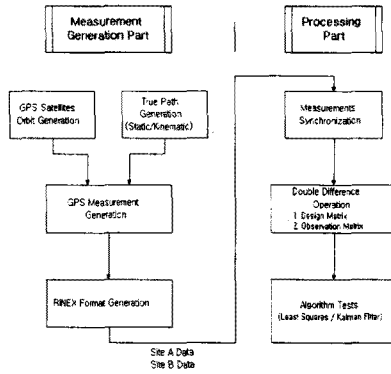 Measurement
Generation Part
Processing
Part
GPS Satellites
Orbit Generation
True Path
Generation
(Static/Kinematic)
GPS Measurement
Generation
RINEX Format Generation
Site A Data
Site B Data
Measurements
Synchronization
Double Difference
Operation
1. Design Matrix
2. Observation Matrix
Algorithm Tests
(Least Squares / Kalman Filter)